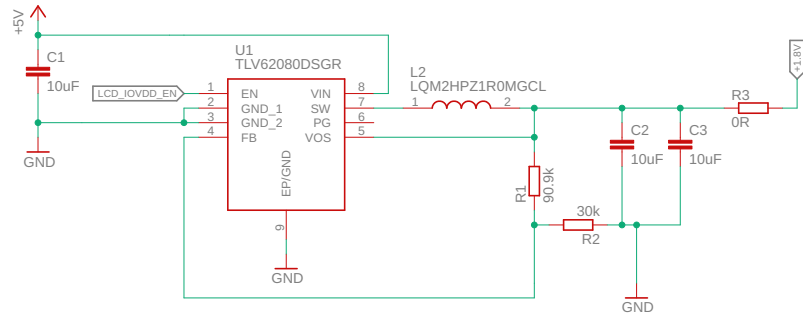 +5V
C1
10uF
GND
LCD_IOVDD_EN
U1
TLV62080DSGR
1
EN
2
GND_1
3
GND_2
4
FB
VIN
8
SW
7
PG
6
VOS
5
EP/GND
9
GND
L2
LQM2HPZ1R0MGCL
1
2
R1
90.9k
30k
R2
C2
10uF
C3
10uF
GND
R3
0R
+1.8V